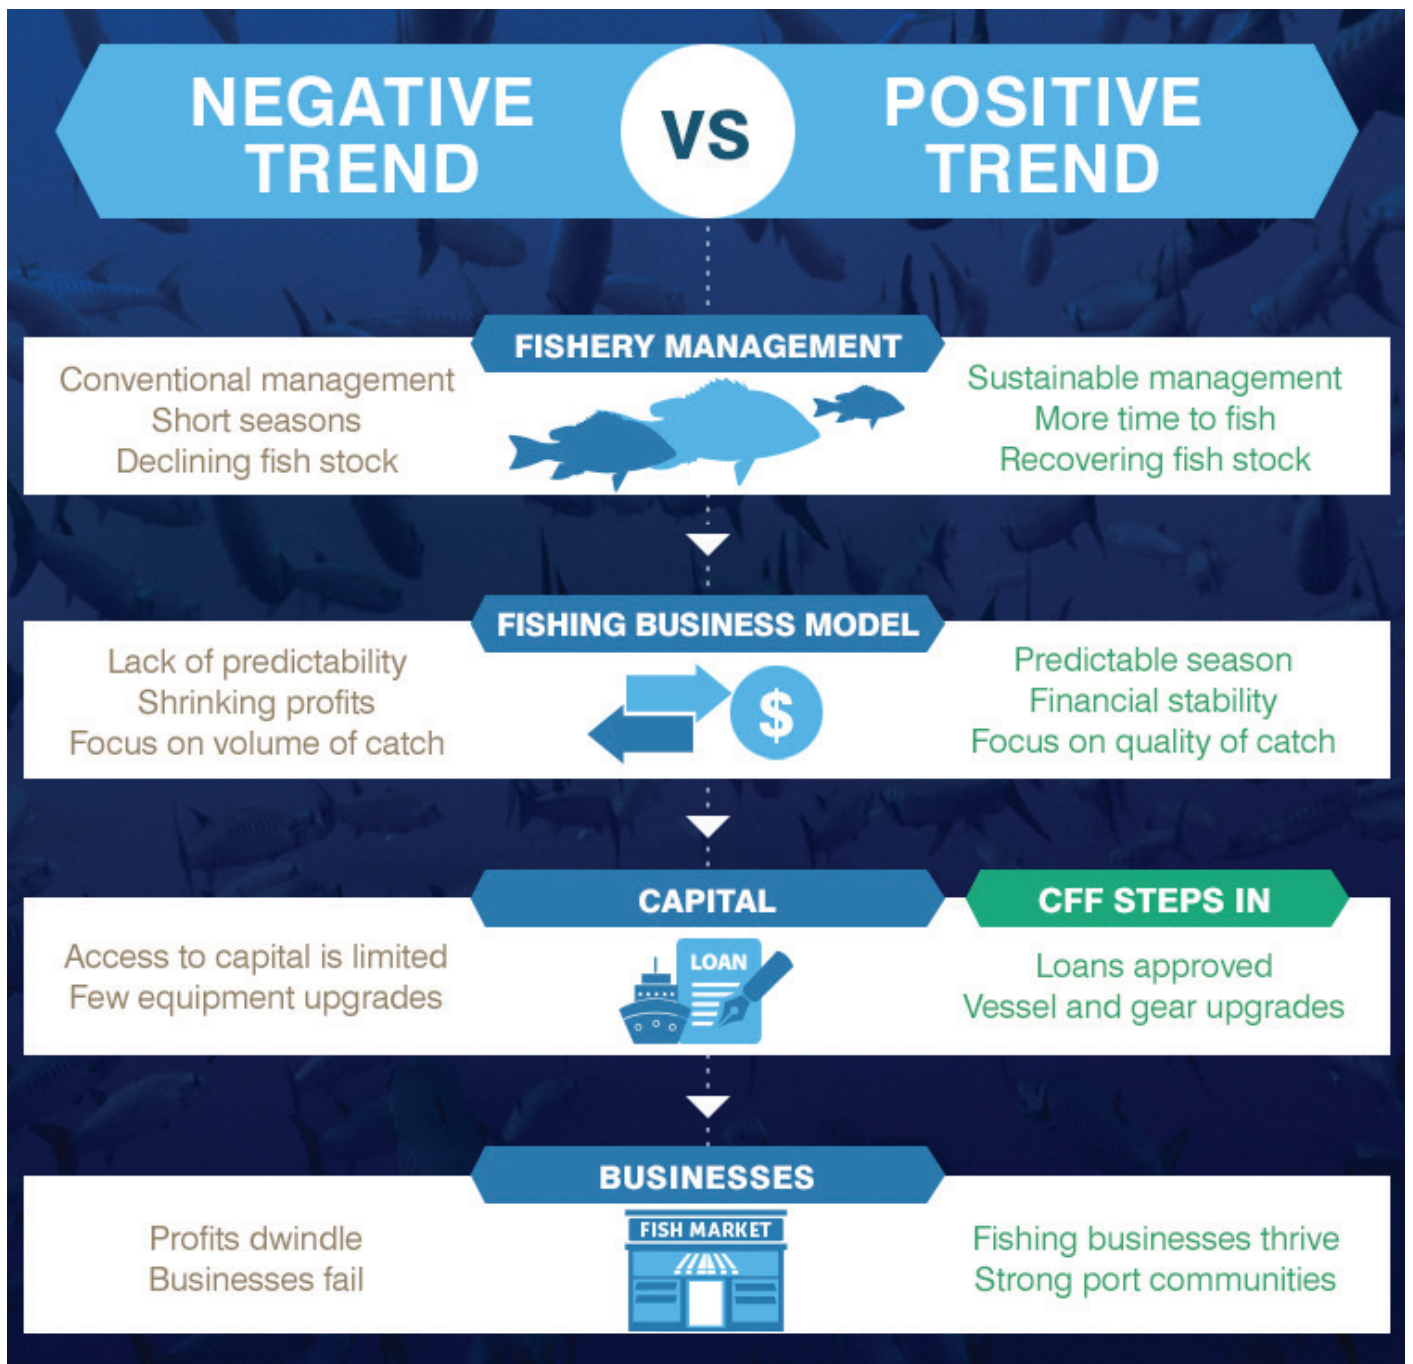 NEGATIVE
TREND
VS
POSITIVE
TREND
FISHERY MANAGEMENT
Conventional management
Short seasons
Declining fish stock
Sustainable management
More time to fish
Recovering fish stock
FISHING BUSINESS MODEL
Lack of predictability
Shrinking profits
Focus on volume of catch
$
Predictable season
Financial stability
Focus on quality of catch
CAPITAL
CFF STEPS IN
Access to capital is limited
Few equipment upgrades
LOAN
Loans approved
Vessel and gear upgrades
BUSINESSES
Profits dwindle
Businesses fail
FISH MARKET
Fishing businesses thrive
Strong port communities